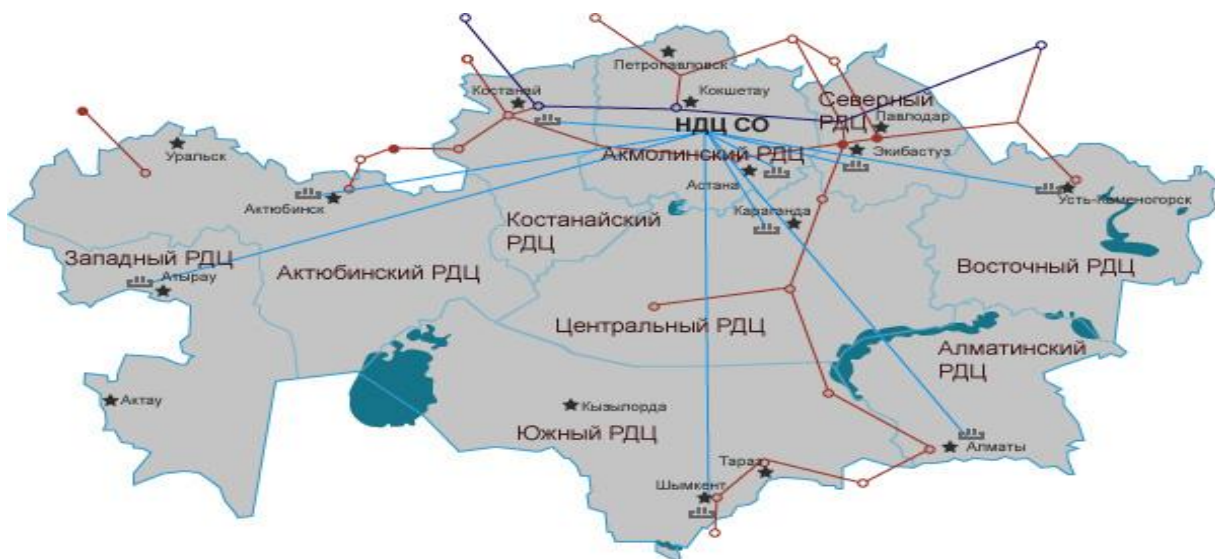 Петропавловск
Костанай
Кокшетау
Северный
РДЦ
Павлодар
НДЦ СО
Уральск
Экибастуз
Акмолинский РДЦ
Астана
Актюбинск
Усть-Каменогорск
Костанайский
РДЦ
Караганда
Западный РДЦ
Актюбинский РДЦ
Восточный РДЦ
Атырау
Центральный РДЦ
Алматинский
РДЦ
Актау
Кызылорда
Южный РДЦ
Алматы
Тараз
Шымкент